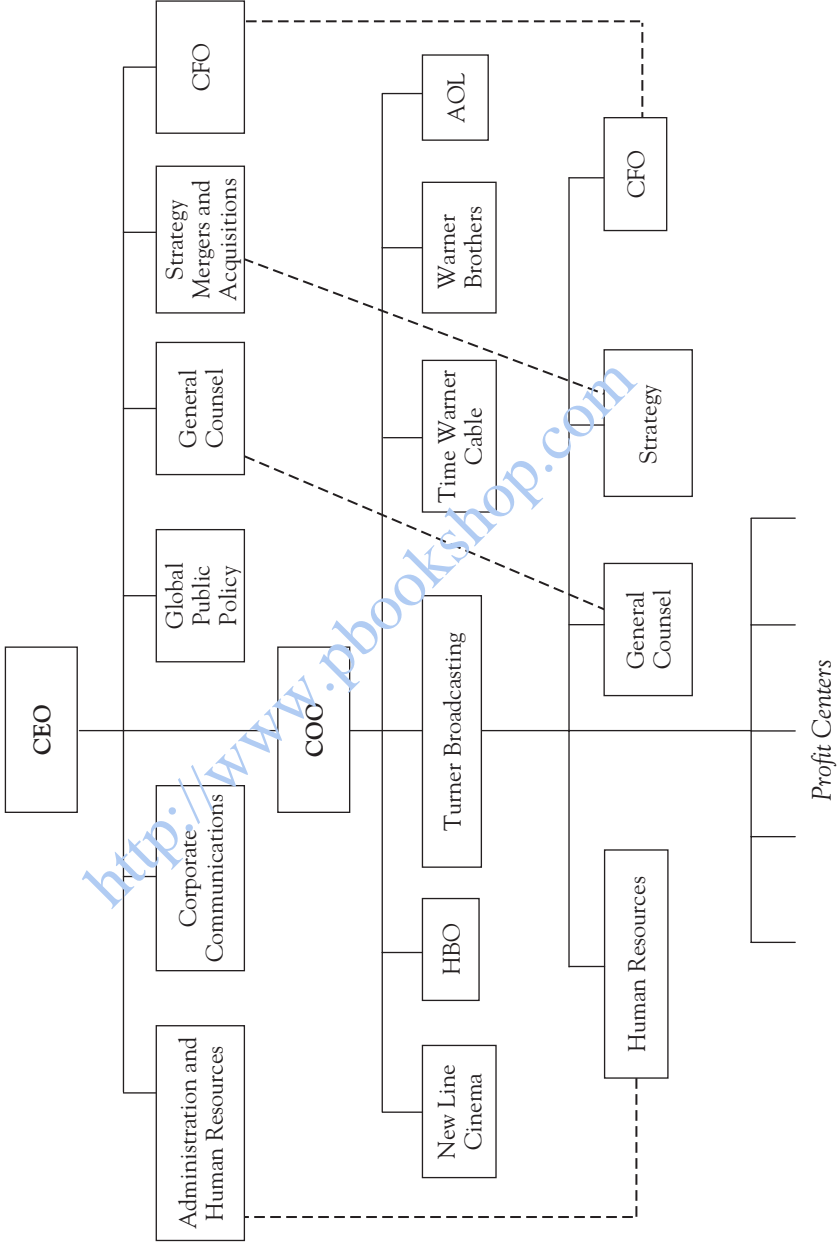 CEO
Administration and
Human Resources
Corporate
Communications
Global
Public
Policy
General
Counsel
Strategy
Mergers and
Acquisitions
CFO
COO
New Line
Cinema
HBO
Turner Broadcasting
Time Warner
Cable
Warner
Brothers
AOL
Human Resources
General
Counsel
Strategy
CFO
Profit Centers
http://www.pbookshop.com